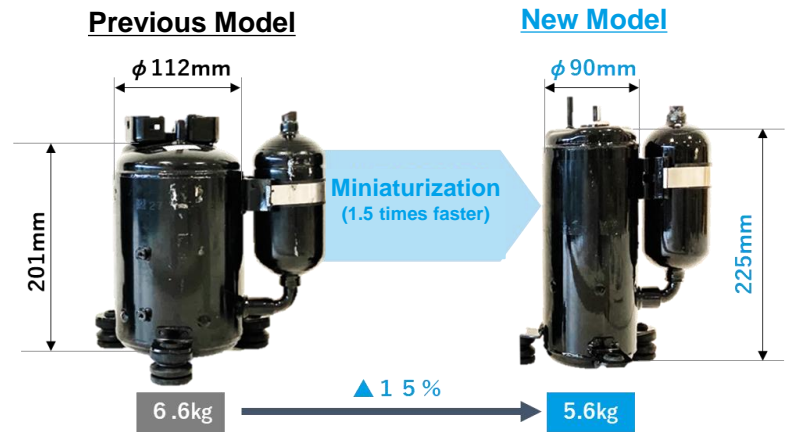 Previous Model
New Model
φ112mm
φ90mm
201mm
Miniaturization
(1.5 times faster)
225mm
▲１５%
6.6kg
5.6kg